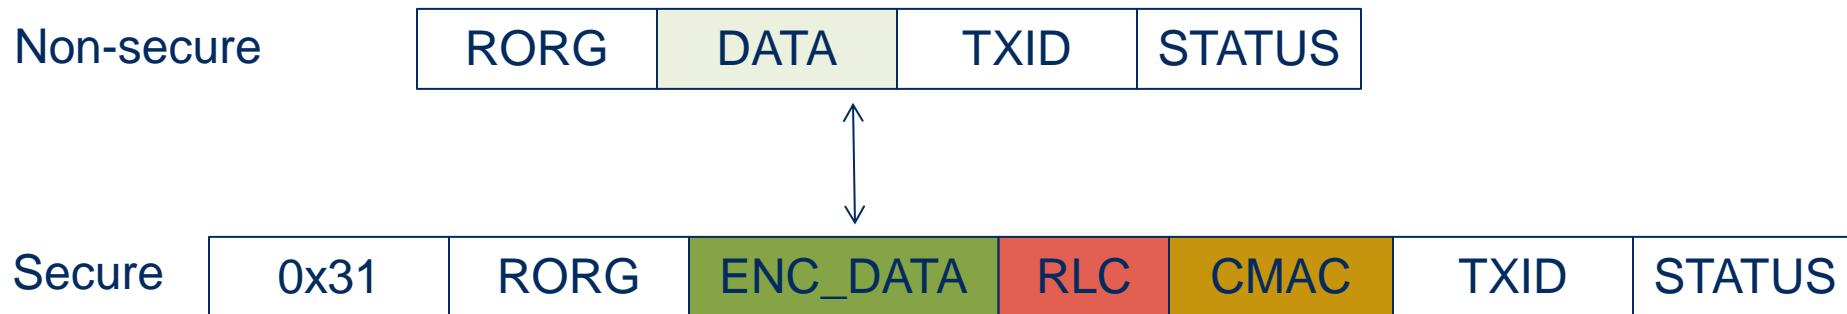 Non-secure RORG DATA TXID STATUS
Secure 0x31 RORG ENC_DATA RLC CMAC TXID STATUS